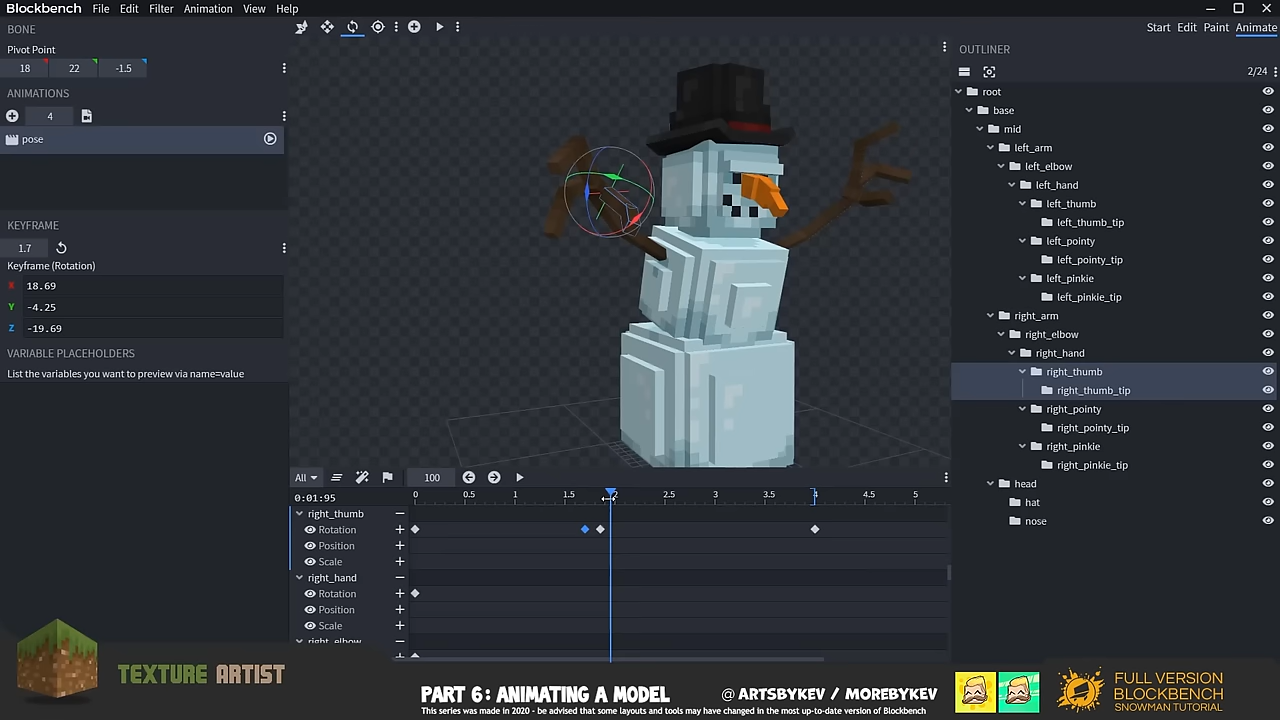 Blockbench File Edit Filter Animation View Help
Start Edit Paint Animate
BONE
Pivot Point
18 22 -1.5
ANIMATIONS
4
pose
KEYFRAME
1.7
Keyframe (Rotation)
X 18.69
Y -4.25
Z -19.69
VARIABLE PLACEHOLDERS
List the variables you want to preview via name=value
OUTLINER
2/24
root
base
mid
left_arm
left_elbow
left_hand
left_thumb
left_thumb_tip
left_pointy
left_pointy_tip
left_pinkie
left_pinkie_tip
right_arm
right_elbow
right_hand
right_thumb
right_thumb_tip
right_pointy
right_pointy_tip
right_pinkie
right_pinkie_tip
head
hat
nose
All 100
0:01:95 0 0.5 1 1.5 2 2.5 3 3.5 4 4.5 5
right_thumb
Rotation
Position
Scale
right_hand
Rotation
Position
Scale
right_elbow
TEXTURE ARTIST
PART 6: ANIMATING A MODEL @ARTSBYKEV / MOREBYKEV
This series was made in 2020 - be advised that some layouts and tools may have changed in the most up-to-date version of Blockbench
FULL VERSION
BLOCKBENCH
SNOWMAN TUTORIAL